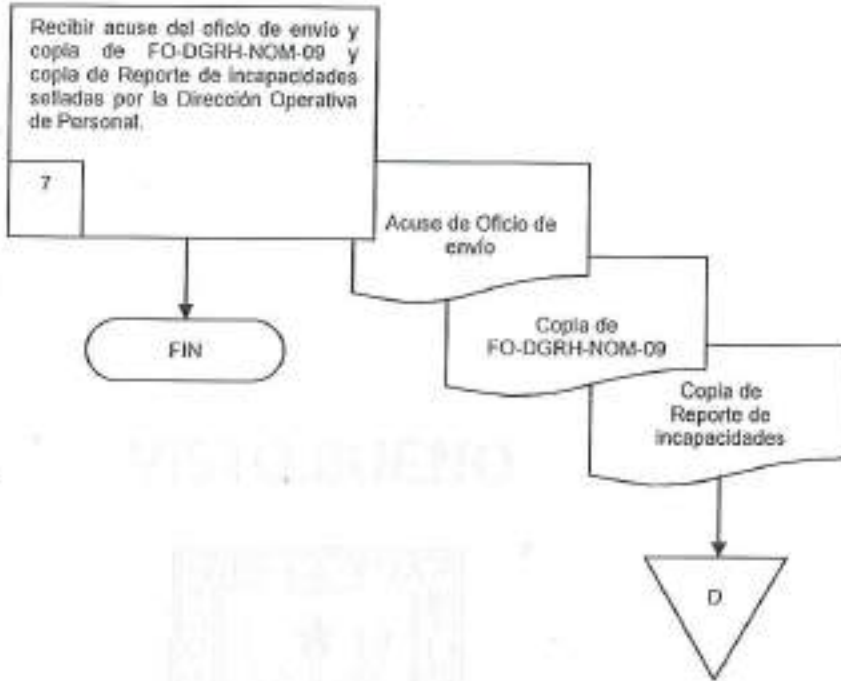 Recibir acuse del oficio de envío y
copia de FO-DGRH-NOM-09 y
copia de Reporte de incapacidades
selladas por la Dirección Operativa
de Personal.
7
Acuse de Oficio de
envío
FIN
Copia de
FO-DGRH-NOM-09
Copia de
Reporte de
incapacidades
D